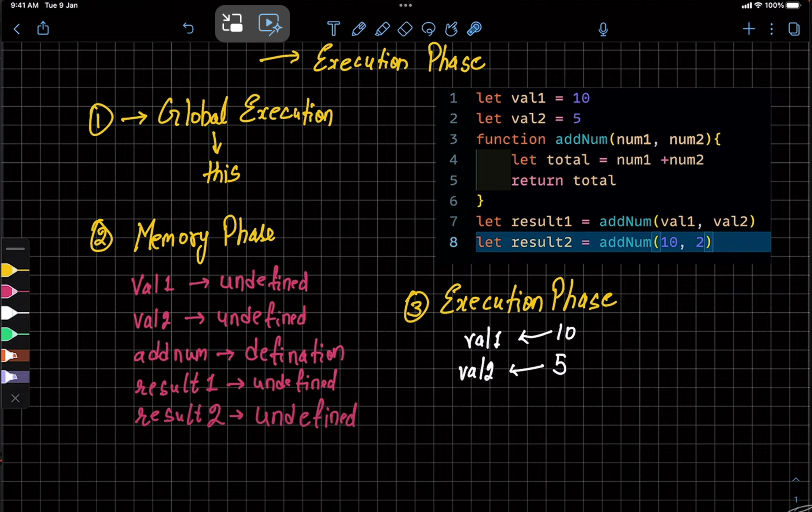 9:41 AM Tue 9 Jan
100%
→ Execution Phase
① → Global Execution
↓
this
② Memory Phase
val1 → undefined
val2 → undefined
addnum → defination
result1 → undefined
result2 → undefined
1 let val1 = 10
2 let val2 = 5
3 function addNum(num1, num2){
4 let total = num1 +num2
5 return total
6 }
7 let result1 = addNum(val1, val2)
8 let result2 = addNum(10, 2)
③ Execution Phase
val1 ← 10
val2 ← 5
1